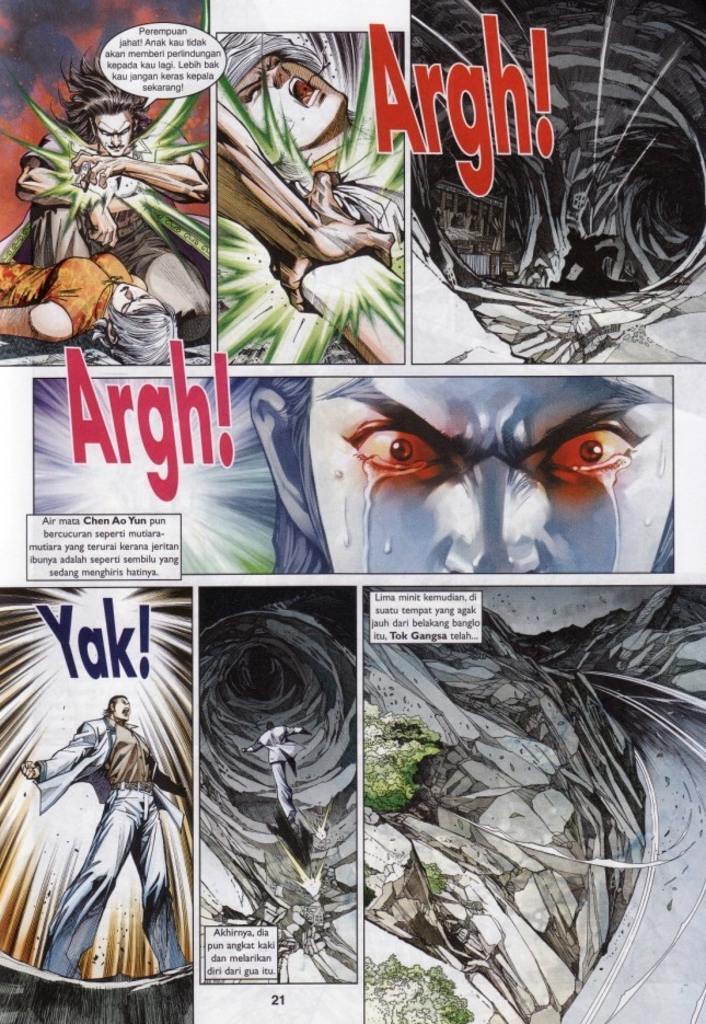 Perempuan
jahat! Anak kau tidak
akan memberi perlindungan
kepada kau lagi. Lebih bak
kau jangan keras kepala
sekarang!
Argh!
Argh!
Air mata Chen Ao Yun pun
bercucuran seperti mutiara-
mutiara yang terurai kerana jeritan
ibunya adalah seperti sembilu yang
sedang menghiris hatinya.
Yak!
Akhirnya, dia
pun angkat kaki
dan melarikan
diri dari gua itu.
Lima minit kemudian, di
suatu tempat yang agak
jauh dari belakang banglo
itu, Tok Gangsa telah...
21